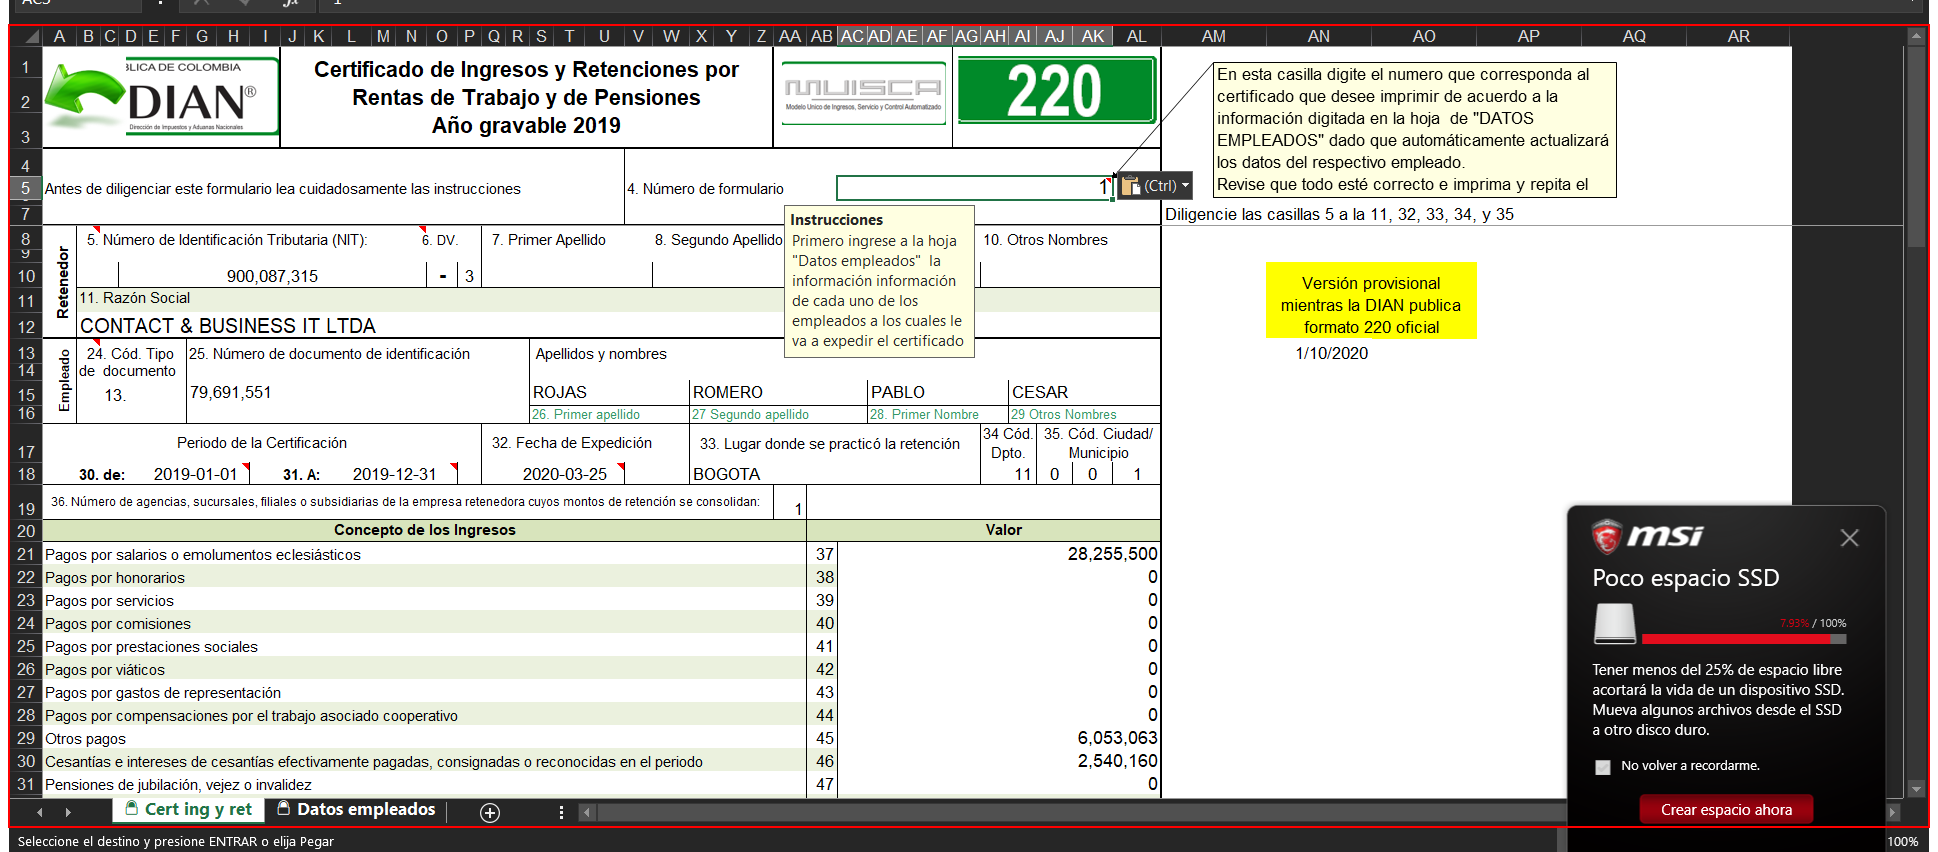 fx
A B C D E F G H I J K L M N O P Q R S T U V W X Y Z AA AB AC AD AE AF AG AH AI AJ AK AL AM AN AO AP AQ AR
1
2
3
BLICA DE COLOMBIA
DIAN®
Dirección de Impuestos y Aduanas Nacionales
Certificado de Ingresos y Retenciones por
Rentas de Trabajo y de Pensiones
Año gravable 2019
MUISCA
Modelo Unico de Ingresos, Servicio y Control Automatizado
220
En esta casilla digite el numero que corresponda al
certificado que desee imprimir de acuerdo a la
información digitada en la hoja de "DATOS
EMPLEADOS" dado que automáticamente actualizará
los datos del respectivo empleado.
Revise que todo esté correcto e imprima y repita el
4
5 Antes de diligenciar este formulario lea cuidadosamente las instrucciones 4. Número de formulario 1 (Ctrl)
7 Diligencie las casillas 5 a la 11, 32, 33, 34, y 35
Instrucciones
Primero ingrese a la hoja
"Datos empleados" la
información información
de cada uno de los
empleados a los cuales le
va a expedir el certificado
Retenedor
8 5. Número de Identificación Tributaria (NIT): 6. DV. 7. Primer Apellido 8. Segundo Apellido 10. Otros Nombres
9
10 900,087,315 - 3
11 11. Razón Social
12 CONTACT & BUSINESS IT LTDA
Versión provisional
mientras la DIAN publica
formato 220 oficial
1/10/2020
Empleado
13 24. Cód. Tipo 25. Número de documento de identificación Apellidos y nombres
14 de documento
15 13. 79,691,551 ROJAS ROMERO PABLO CESAR
16 26. Primer apellido 27 Segundo apellido 28. Primer Nombre 29 Otros Nombres
17 Periodo de la Certificación 32. Fecha de Expedición 33. Lugar donde se practicó la retención 34 Cód. Dpto. 35. Cód. Ciudad/ Municipio
18 30. de: 2019-01-01 31. A: 2019-12-31 2020-03-25 BOGOTA 11 0 0 1
19 36. Número de agencias, sucursales, filiales o subsidiarias de la empresa retenedora cuyos montos de retención se consolidan: 1
20 Concepto de los Ingresos Valor
21 Pagos por salarios o emolumentos eclesiásticos 37 28,255,500
22 Pagos por honorarios 38 0
23 Pagos por servicios 39 0
24 Pagos por comisiones 40 0
25 Pagos por prestaciones sociales 41 0
26 Pagos por viáticos 42 0
27 Pagos por gastos de representación 43 0
28 Pagos por compensaciones por el trabajo asociado cooperativo 44 0
29 Otros pagos 45 6,053,063
30 Cesantías e intereses de cesantías efectivamente pagadas, consignadas o reconocidas en el periodo 46 2,540,160
31 Pensiones de jubilación, vejez o invalidez 47 0
msi
Poco espacio SSD
7.93% / 100%
Tener menos del 25% de espacio libre
acortará la vida de un dispositivo SSD.
Mueva algunos archivos desde el SSD
a otro disco duro.
No volver a recordarme.
Crear espacio ahora
Cert ing y ret Datos empleados
Seleccione el destino y presione ENTRAR o elija Pegar 100%